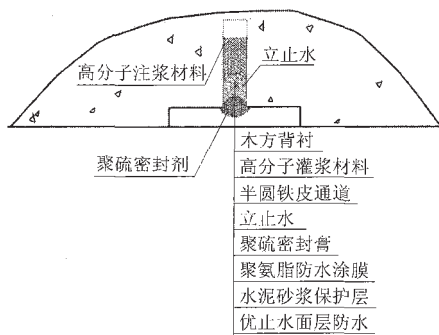 高分子注浆材料
立止水
聚硫密封剂
木方背衬
高分子灌浆材料
半圆铁皮通道
立止水
聚硫密封膏
聚氨脂防水涂膜
水泥砂浆保护层
优止水面层防水